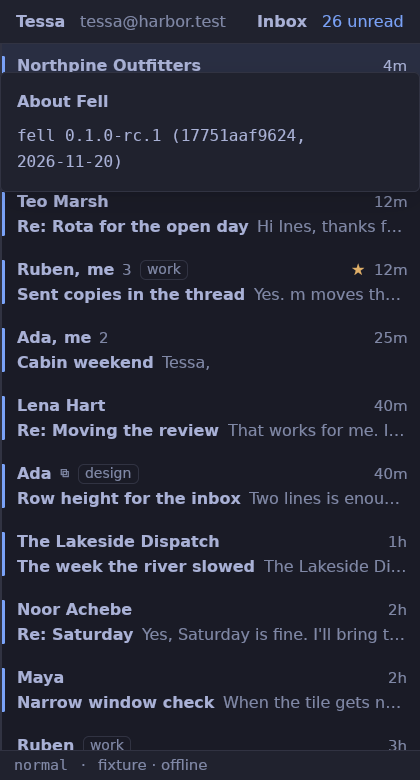 Tessa tessa@harbor.test Inbox 26 unread
Northpine Outfitters 4m
About Fell
fell 0.1.0-rc.1 (17751aaf9624,
2026-11-20)
Teo Marsh 12m
Re: Rota for the open day Hi Ines, thanks f…
Ruben, me 3 work ★ 12m
Sent copies in the thread Yes. m moves th…
Ada, me 2 25m
Cabin weekend Tessa,
Lena Hart 40m
Re: Moving the review That works for me. I…
Ada ⧉ design 40m
Row height for the inbox Two lines is enou…
The Lakeside Dispatch 1h
The week the river slowed The Lakeside Di…
Noor Achebe 2h
Re: Saturday Yes, Saturday is fine. I'll bring t…
Maya 2h
Narrow window check When the tile gets n…
Ruben work 3h
normal · fixture · offline